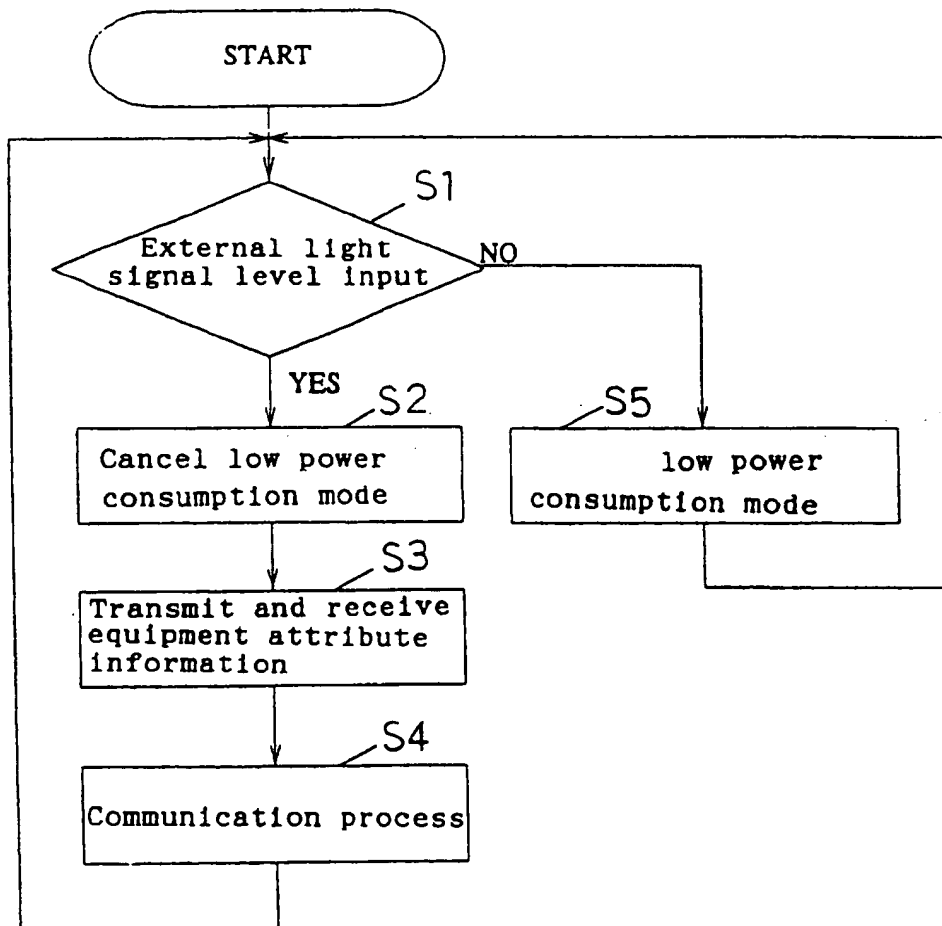 START
S1
External light
signal level input
NO
YES
S2
Cancel low power
consumption mode
S5
low power
consumption mode
S3
Transmit and receive
equipment attribute
information
S4
Communication process